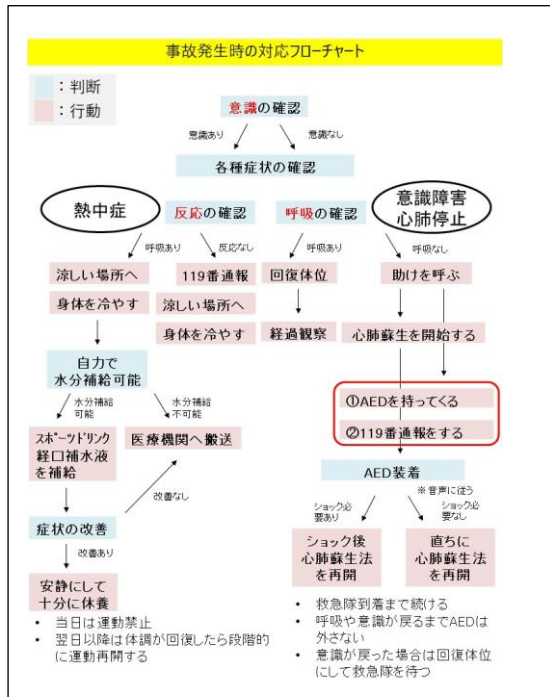 事故発生時の対応フローチャート
：判断
：行動
意識の確認
意識あり
意識なし
各種症状の確認
熱中症
反応の確認
呼吸の確認
意識障害
心肺停止
呼吸あり
反応なし
呼吸あり
呼吸なし
涼しい場所へ
身体を冷やす
119番通報
涼しい場所へ
身体を冷やす
回復体位
経過観察
助けを呼ぶ
心肺蘇生を開始する
自力で
水分補給可能
①AEDを持ってくる
②119番通報をする
水分補給
可能
水分補給
不可能
スポーツドリンク
経口補水液
を補給
医療機関へ搬送
改善なし
AED装着
※音声に従う
ショック必
要あり
ショック必
要なし
症状の改善
改善あり
ショック後
心肺蘇生法
を再開
直ちに
心肺蘇生法
を再開
安静にして
十分に休養
• 当日は運動禁止
• 翌日以降は体調が回復したら段階的
に運動再開する
• 救急隊到着まで続ける
• 呼吸や意識が戻るまでAEDは
外さない
• 意識が戻った場合は回復体位
にして救急隊を待つ